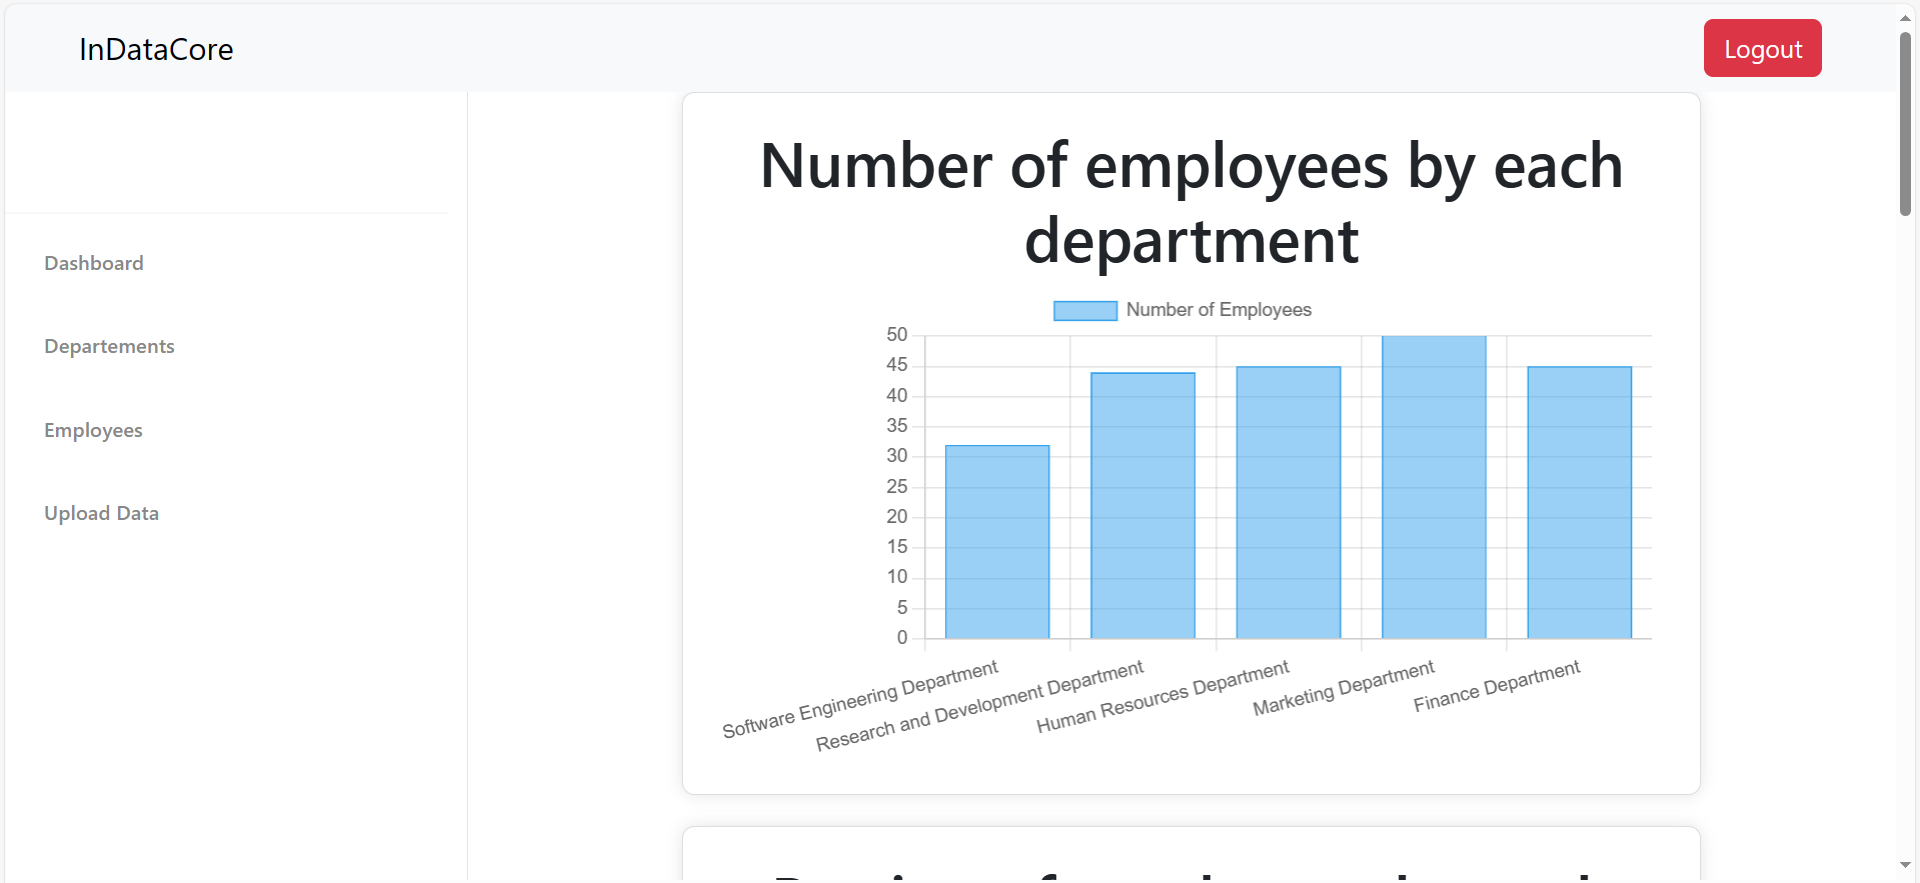 InDataCore
Logout
Dashboard
Departements
Employees
Upload Data
Number of employees by each
department
Number of Employees
50
45
40
35
30
25
20
15
10
5
0
Software Engineering Department
Research and Development Department
Human Resources Department
Marketing Department
Finance Department